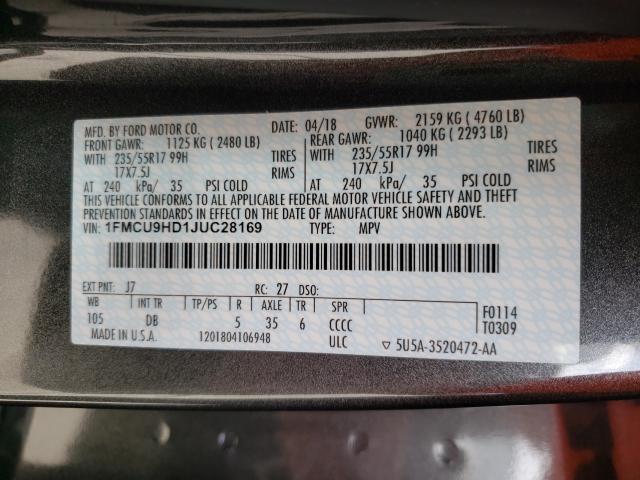 MFD. BY FORD MOTOR CO. DATE: 04/18 GVWR: 2159 KG ( 4760 LB)
FRONT GAWR: 1125 KG ( 2480 LB) REAR GAWR: 1040 KG ( 2293 LB)
WITH 235/55R17 99H TIRES WITH 235/55R17 99H TIRES
17X7.5J RIMS 17X7.5J RIMS
AT 240 kPa/ 35 PSI COLD AT 240 kPa/ 35 PSI COLD
THIS VEHICLE CONFORMS TO ALL APPLICABLE FEDERAL MOTOR VEHICLE SAFETY AND THEFT
PREVENTION STANDARDS IN EFFECT ON THE DATE OF MANUFACTURE SHOWN ABOVE.
VIN: 1FMCU9HD1JUC28169 TYPE: MPV
EXT PNT: J7 RC: 27 DSO:
WB INT TR TP/PS R AXLE TR SPR
105 DB 5 35 6 CCCC
F0114
T0309
MADE IN U.S.A. 1201804106948 ULC 5U5A-3520472-AA